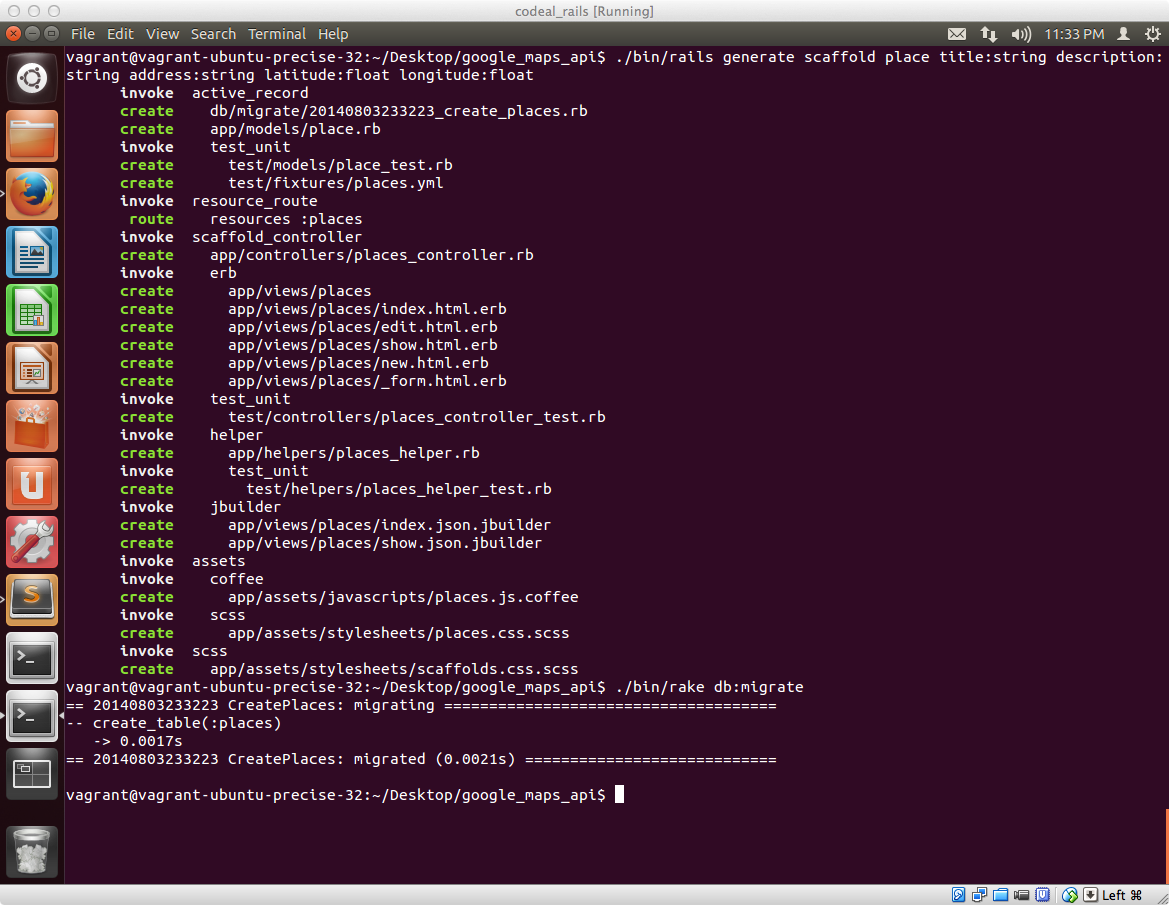 codeal_rails [Running]
File Edit View Search Terminal Help 11:33 PM
vagrant@vagrant-ubuntu-precise-32:~/Desktop/google_maps_api$ ./bin/rails generate scaffold place title:string description:
string address:string latitude:float longitude:float
invoke active_record
create db/migrate/20140803233223_create_places.rb
create app/models/place.rb
invoke test_unit
create test/models/place_test.rb
create test/fixtures/places.yml
invoke resource_route
route resources :places
invoke scaffold_controller
create app/controllers/places_controller.rb
invoke erb
create app/views/places
create app/views/places/index.html.erb
create app/views/places/edit.html.erb
create app/views/places/show.html.erb
create app/views/places/new.html.erb
create app/views/places/_form.html.erb
invoke test_unit
create test/controllers/places_controller_test.rb
invoke helper
create app/helpers/places_helper.rb
invoke test_unit
create test/helpers/places_helper_test.rb
invoke jbuilder
create app/views/places/index.json.jbuilder
create app/views/places/show.json.jbuilder
invoke assets
invoke coffee
create app/assets/javascripts/places.js.coffee
invoke scss
create app/assets/stylesheets/places.css.scss
invoke scss
create app/assets/stylesheets/scaffolds.css.scss
vagrant@vagrant-ubuntu-precise-32:~/Desktop/google_maps_api$ ./bin/rake db:migrate
== 20140803233223 CreatePlaces: migrating =====================================
-- create_table(:places)
-> 0.0017s
== 20140803233223 CreatePlaces: migrated (0.0021s) ============================
vagrant@vagrant-ubuntu-precise-32:~/Desktop/google_maps_api$
Left ⌘